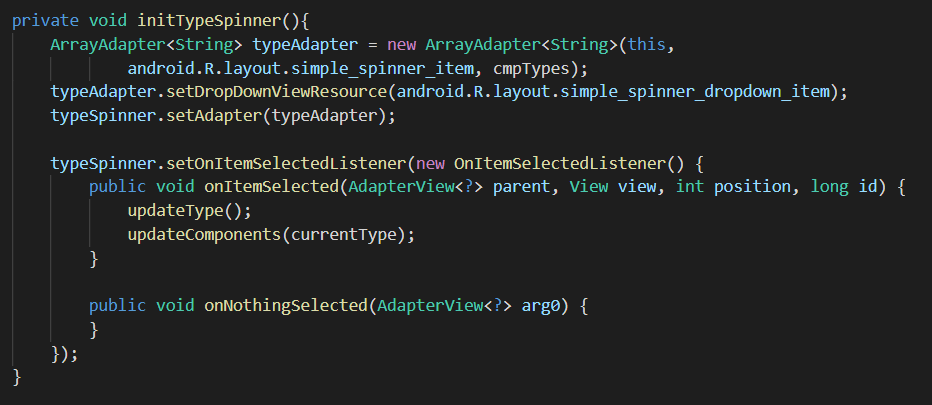 private void initTypeSpinner(){
    ArrayAdapter<String> typeAdapter = new ArrayAdapter<String>(this,
            android.R.layout.simple_spinner_item, cmpTypes);
    typeAdapter.setDropDownViewResource(android.R.layout.simple_spinner_dropdown_item);
    typeSpinner.setAdapter(typeAdapter);

    typeSpinner.setOnItemSelectedListener(new OnItemSelectedListener() {
        public void onItemSelected(AdapterView<?> parent, View view, int position, long id) {
            updateType();
            updateComponents(currentType);
        }

        public void onNothingSelected(AdapterView<?> arg0) {
        }
    });
}